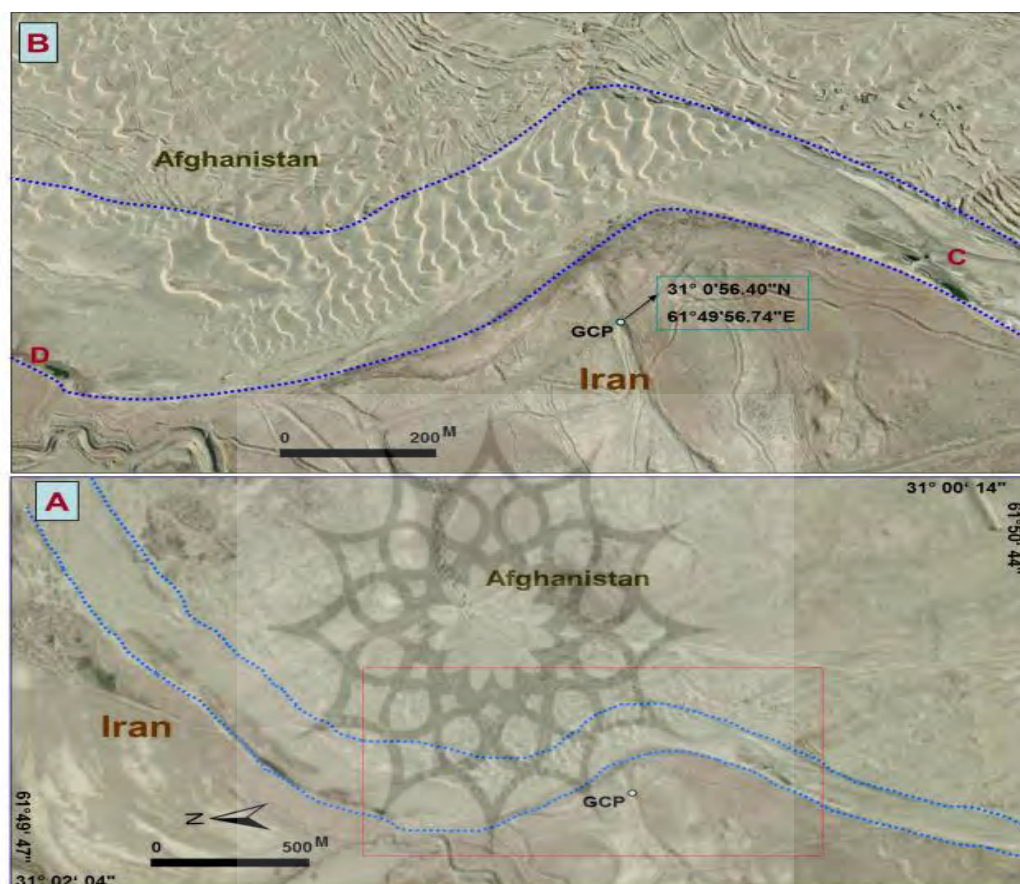 B
Afghanistan
C
31° 0'56.40"N
61°49'56.74"E
GCP
Iran
D
0
200 M
A
31° 00' 14"
61° 50' 44"
Afghanistan
Iran
GCP
61°49' 47"
N
0
500 M
31° 02' 04"